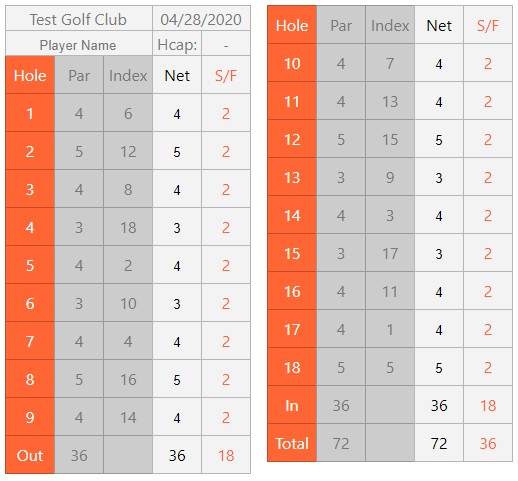 Test Golf Club 04/28/2020
Player Name Hcap: -
Hole Par Index Net S/F
1 4 6 4 2
2 5 12 5 2
3 4 8 4 2
4 3 18 3 2
5 4 2 4 2
6 3 10 3 2
7 4 4 4 2
8 5 16 5 2
9 4 14 4 2
Out 36 36 18
Hole Par Index Net S/F
10 4 7 4 2
11 4 13 4 2
12 5 15 5 2
13 3 9 3 2
14 4 3 4 2
15 3 17 3 2
16 4 11 4 2
17 4 1 4 2
18 5 5 5 2
In 36 36 18
Total 72 72 36